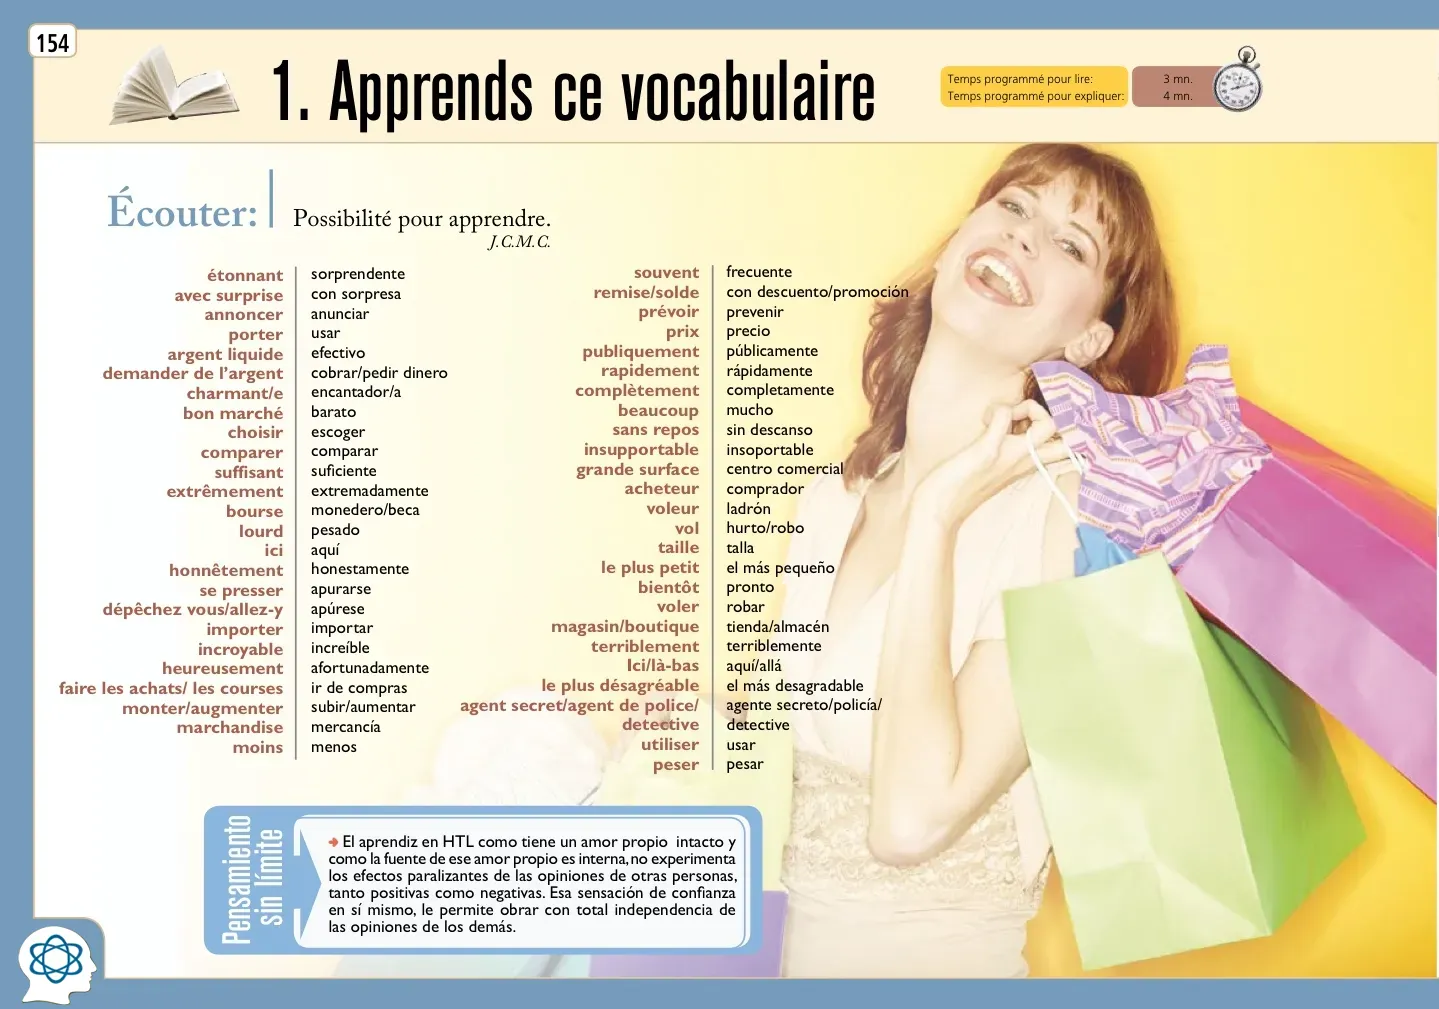 154
1. Apprends ce vocabulaire
Temps programmé pour lire: 3 mn.
Temps programmé pour expliquer: 4 mn.
Écouter: Possibilité pour apprendre.
J.C.M.C.
étonnant sorprendente
avec surprise con sorpresa
annoncer anunciar
porter usar
argent liquide efectivo
demander de l’argent cobrar/pedir dinero
charmant/e encantador/a
bon marché barato
choisir escoger
comparer comparar
suffisant suficiente
extrêmement extremadamente
bourse monedero/beca
lourd pesado
ici aquí
honnêtement honestamente
se presser apurarse
dépêchez vous/allez-y apúrese
importer importar
incroyable increíble
heureusement afortunadamente
faire les achats/ les courses ir de compras
monter/augmenter subir/aumentar
marchandise mercancía
moins menos
souvent frecuente
remise/solde con descuento/promoción
prévoir prevenir
prix precio
publiquement públicamente
rapidement rápidamente
complètement completamente
beaucoup mucho
sans repos sin descanso
insupportable insoportable
grande surface centro comercial
acheteur comprador
voleur ladrón
vol hurto/robo
taille talla
le plus petit el más pequeño
bientôt pronto
voler robar
magasin/boutique tienda/almacén
terriblement terriblemente
Ici/là-bas aquí/allá
le plus désagréable el más desagradable
agent secret/agent de police/ agente secreto/policía/
detective detective
utiliser usar
peser pesar
Pensamiento
sin límite
El aprendiz en HTL como tiene un amor propio intacto y
como la fuente de ese amor propio es interna, no experimenta
los efectos paralizantes de las opiniones de otras personas,
tanto positivas como negativas. Esa sensación de confianza
en sí mismo, le permite obrar con total independencia de
las opiniones de los demás.